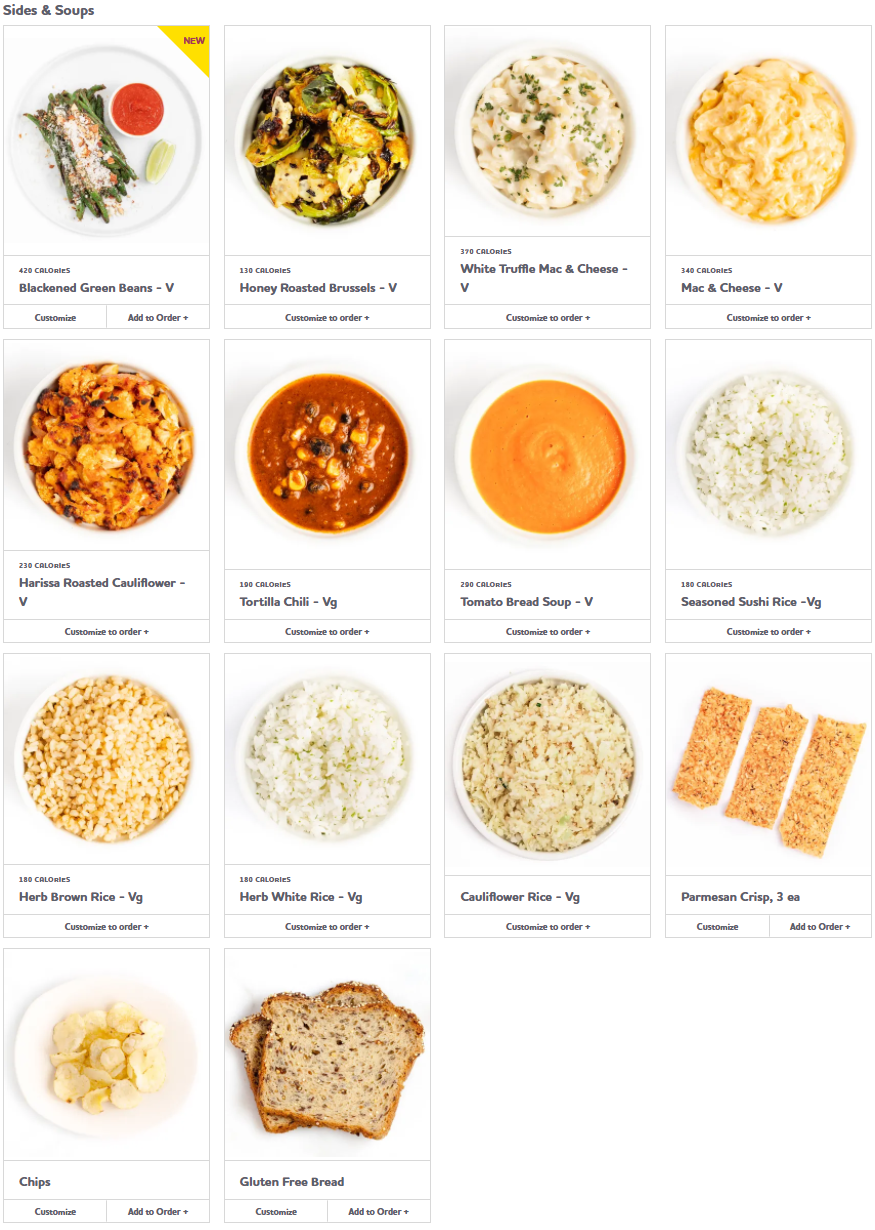 Sides & Soups
NEW
420 CALORIES
Blackened Green Beans - V
Customize
Add to Order +
130 CALORIES
Honey Roasted Brussels - V
Customize to order +
370 CALORIES
White Truffle Mac & Cheese -
V
Customize to order +
340 CALORIES
Mac & Cheese - V
Customize to order +
230 CALORIES
Harissa Roasted Cauliflower -
V
Customize to order +
190 CALORIES
Tortilla Chili - Vg
Customize to order +
290 CALORIES
Tomato Bread Soup - V
Customize to order +
180 CALORIES
Seasoned Sushi Rice -Vg
Customize to order +
180 CALORIES
Herb Brown Rice - Vg
Customize to order +
180 CALORIES
Herb White Rice - Vg
Customize to order +
Cauliflower Rice - Vg
Customize to order +
Parmesan Crisp, 3 ea
Customize
Add to Order +
Chips
Customize
Add to Order +
Gluten Free Bread
Customize
Add to Order +